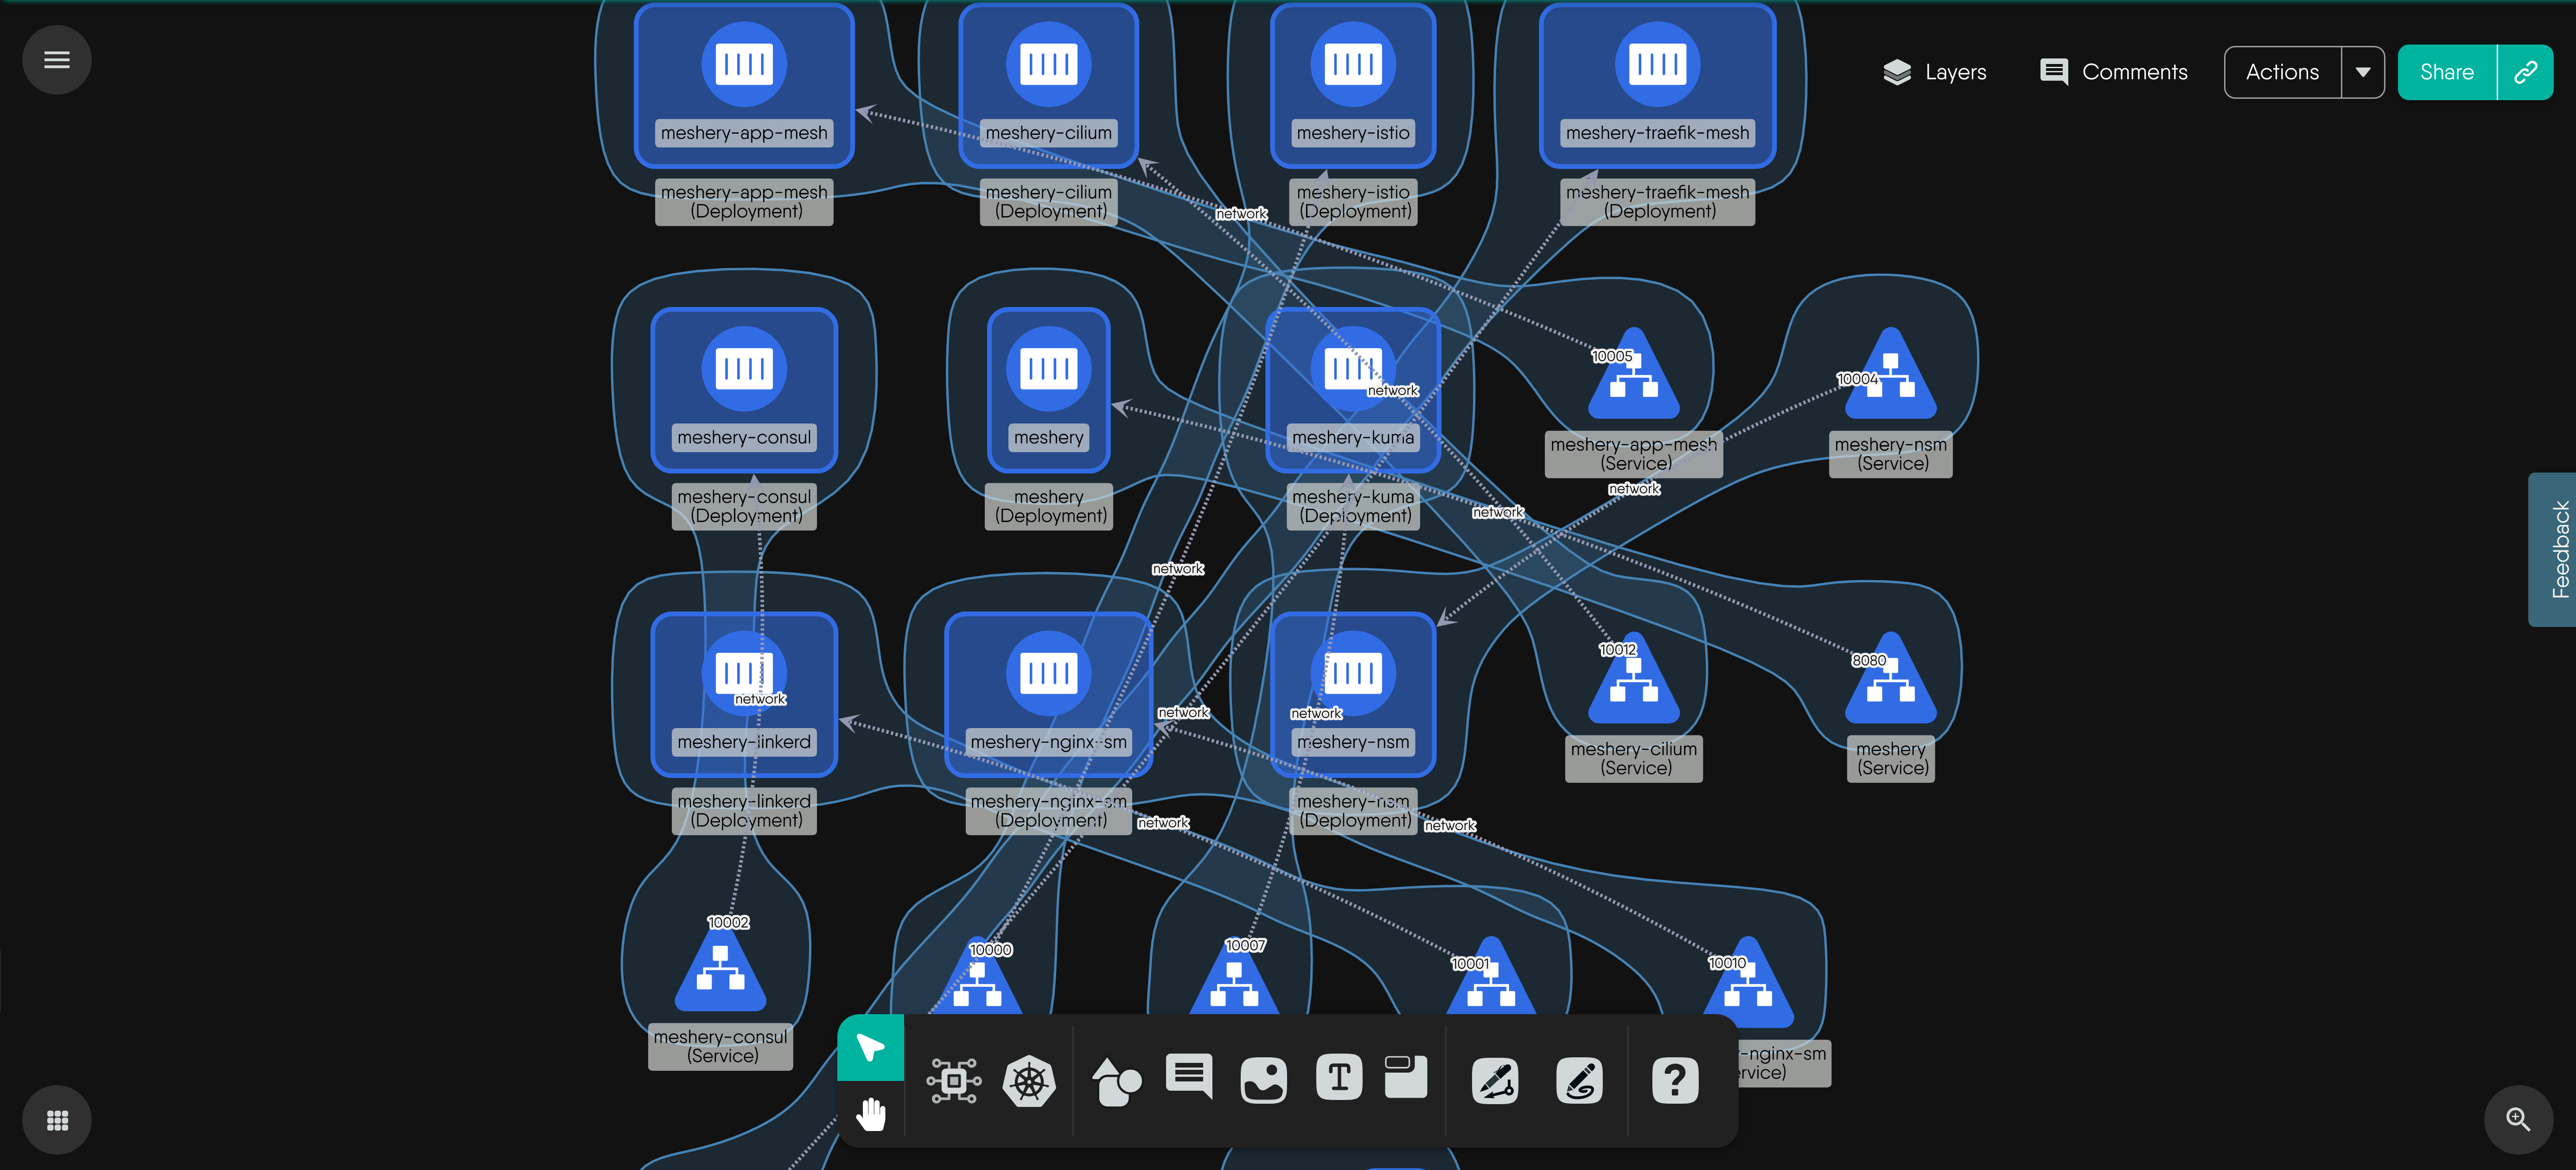 Layers
Comments
Actions
Share
meshery-app-mesh
meshery-cilium
meshery-istio
meshery-traefik-mesh
meshery-app-mesh
(Deployment)
meshery-cilium
(Deployment)
meshery-istio
(Deployment)
meshery-traefik-mesh
(Deployment)
network
10005
10004
network
meshery-consul
meshery
meshery-kuma
meshery-app-mesh
(Service)
meshery-nsm
(Service)
meshery-consul
(Deployment)
meshery
(Deployment)
meshery-kuma
(Deployment)
network
network
Feedback
network
10012
8080
network
network
network
meshery-linkerd
meshery-nginx-sm
meshery-nsm
meshery-cilium
(Service)
meshery
(Service)
meshery-linkerd
(Deployment)
meshery-nginx-sm
(Deployment)
meshery-nsm
(Deployment)
network
network
10002
10000
10007
10001
10010
meshery-consul
(Service)
-nginx-sm
ervice)
T
?